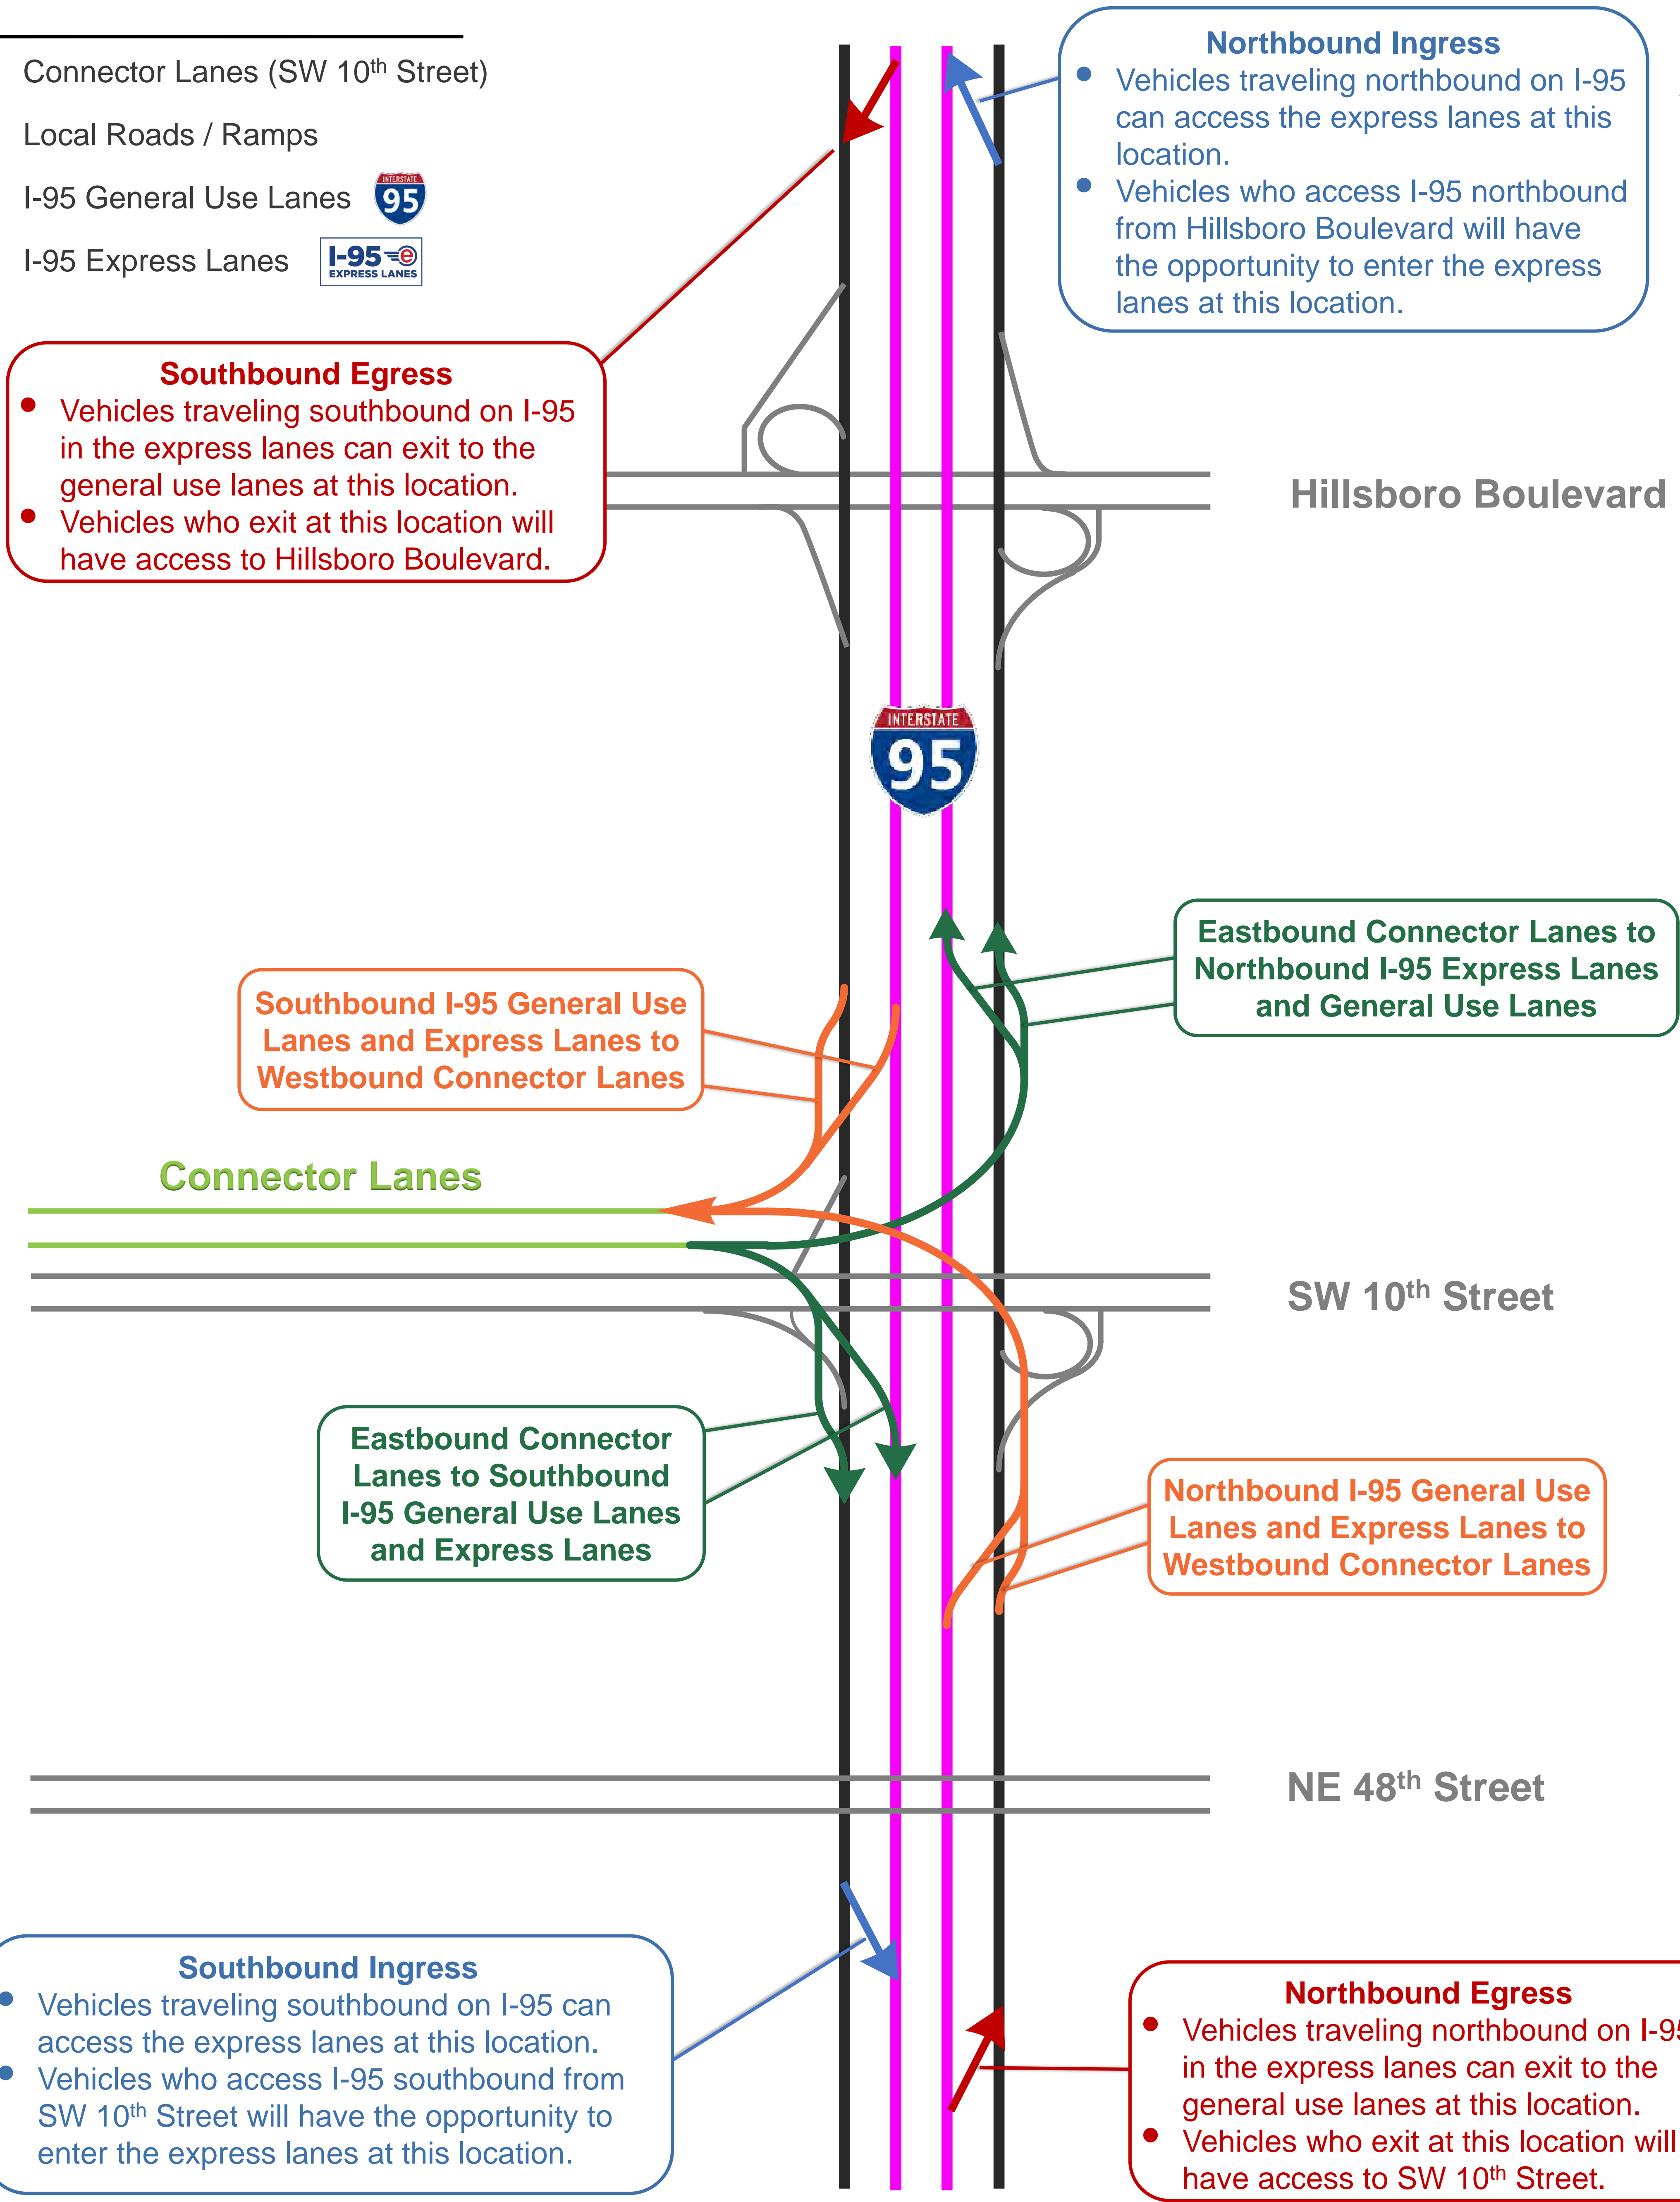 Connector Lanes (SW 10th Street)
Local Roads / Ramps
I-95 General Use Lanes
INTERSTATE
95
I-95 Express Lanes
I-95 e
EXPRESS LANES
Northbound Ingress
• Vehicles traveling northbound on I-95
can access the express lanes at this
location.
• Vehicles who access I-95 northbound
from Hillsboro Boulevard will have
the opportunity to enter the express
lanes at this location.
Southbound Egress
• Vehicles traveling southbound on I-95
in the express lanes can exit to the
general use lanes at this location.
• Vehicles who exit at this location will
have access to Hillsboro Boulevard.
Hillsboro Boulevard
INTERSTATE
95
Eastbound Connector Lanes to
Northbound I-95 Express Lanes
and General Use Lanes
Southbound I-95 General Use
Lanes and Express Lanes to
Westbound Connector Lanes
Connector Lanes
SW 10th Street
Eastbound Connector
Lanes to Southbound
I-95 General Use Lanes
and Express Lanes
Northbound I-95 General Use
Lanes and Express Lanes to
Westbound Connector Lanes
NE 48th Street
Southbound Ingress
• Vehicles traveling southbound on I-95 can
access the express lanes at this location.
• Vehicles who access I-95 southbound from
SW 10th Street will have the opportunity to
enter the express lanes at this location.
Northbound Egress
• Vehicles traveling northbound on I-95
in the express lanes can exit to the
general use lanes at this location.
• Vehicles who exit at this location will
have access to SW 10th Street.